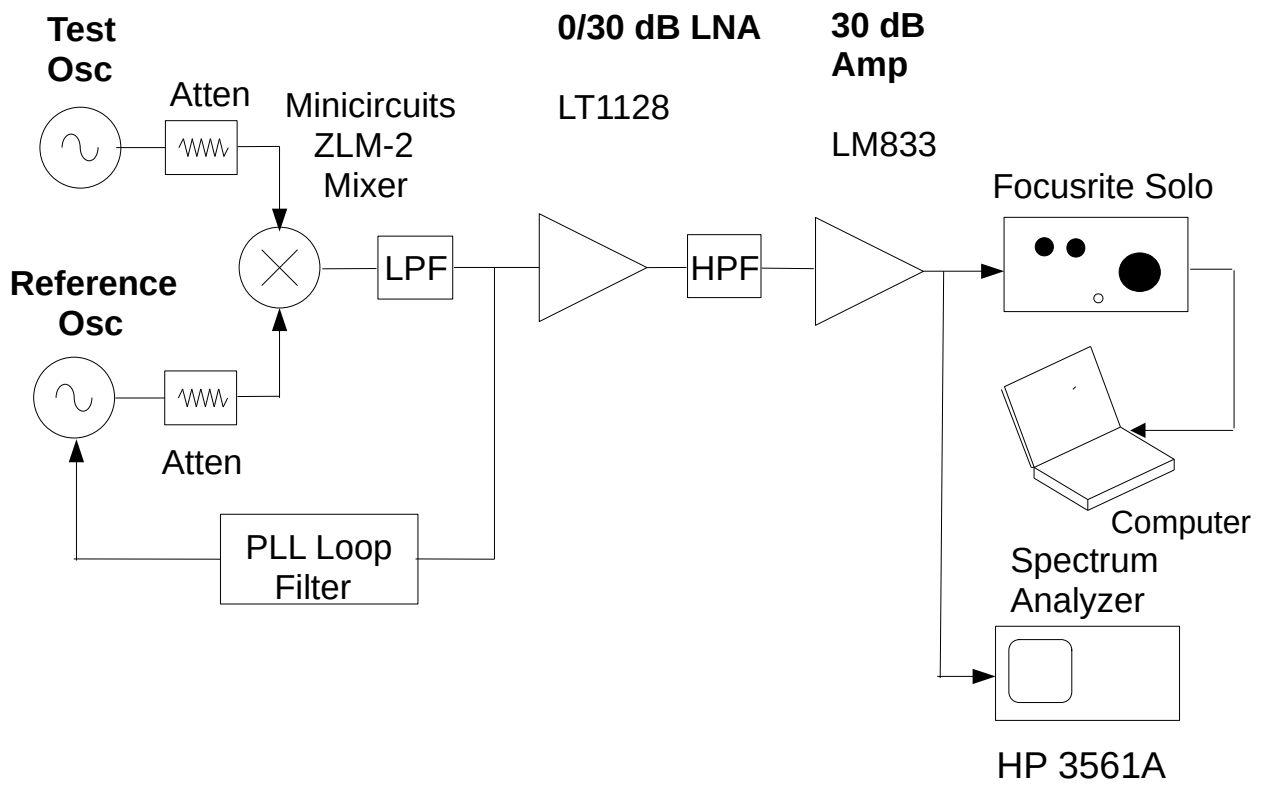 Test
Osc
Atten
Minicircuits
ZLM-2
Mixer
0/30 dB LNA
LT1128
30 dB
Amp
LM833
Focusrite Solo
LPF
HPF
Reference
Osc
Atten
PLL Loop
Filter
Computer
Spectrum
Analyzer
HP 3561A